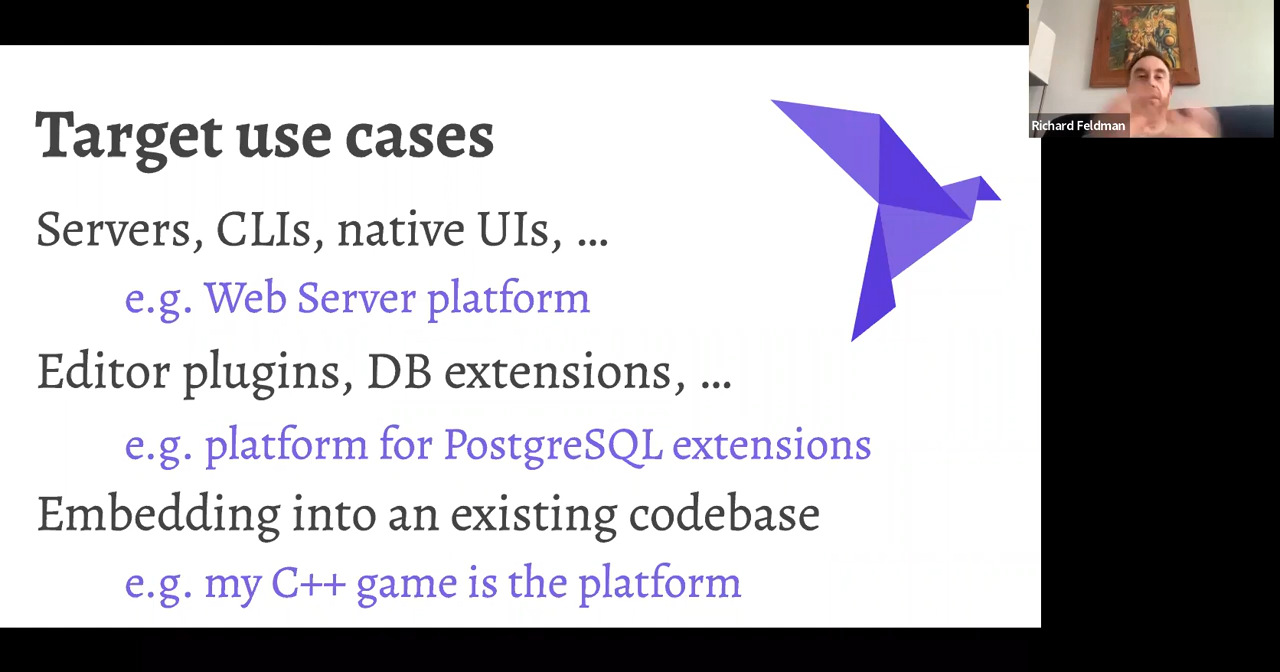 Target use cases
Servers, CLIs, native UIs, ...
e.g. Web Server platform
Editor plugins, DB extensions, ...
e.g. platform for PostgreSQL extensions
Embedding into an existing codebase
e.g. my C++ game is the platform
Richard Feldman